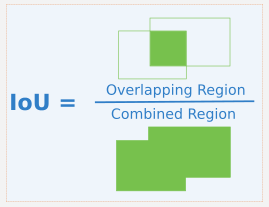 Overlapping Region
IoU =
Combined Region